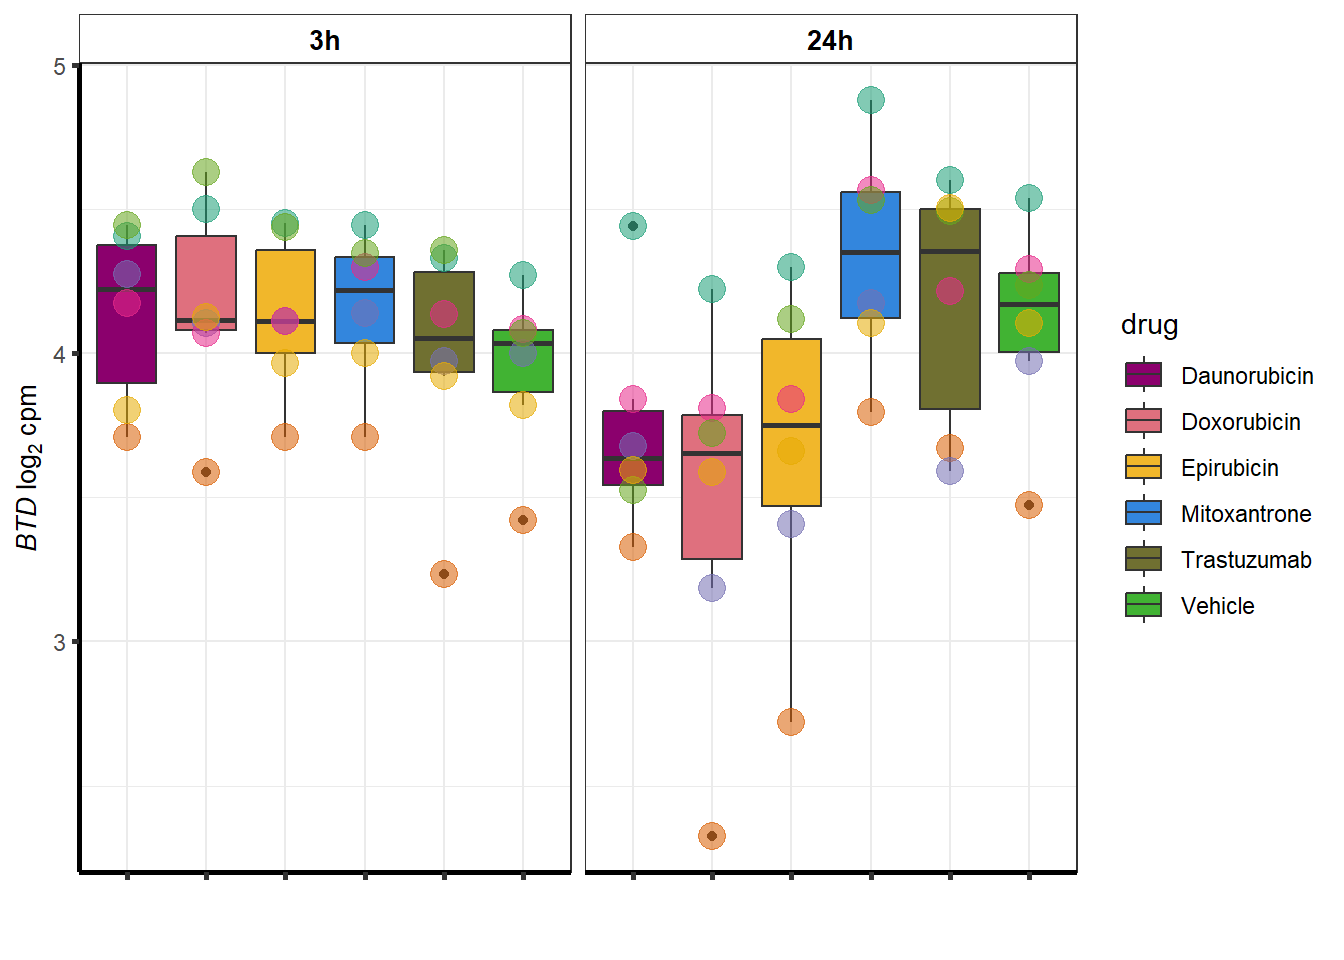 3h
24h
5
4
3
BTD log₂ cpm
drug
Daunorubicin
Doxorubicin
Epirubicin
Mitoxantrone
Trastuzumab
Vehicle